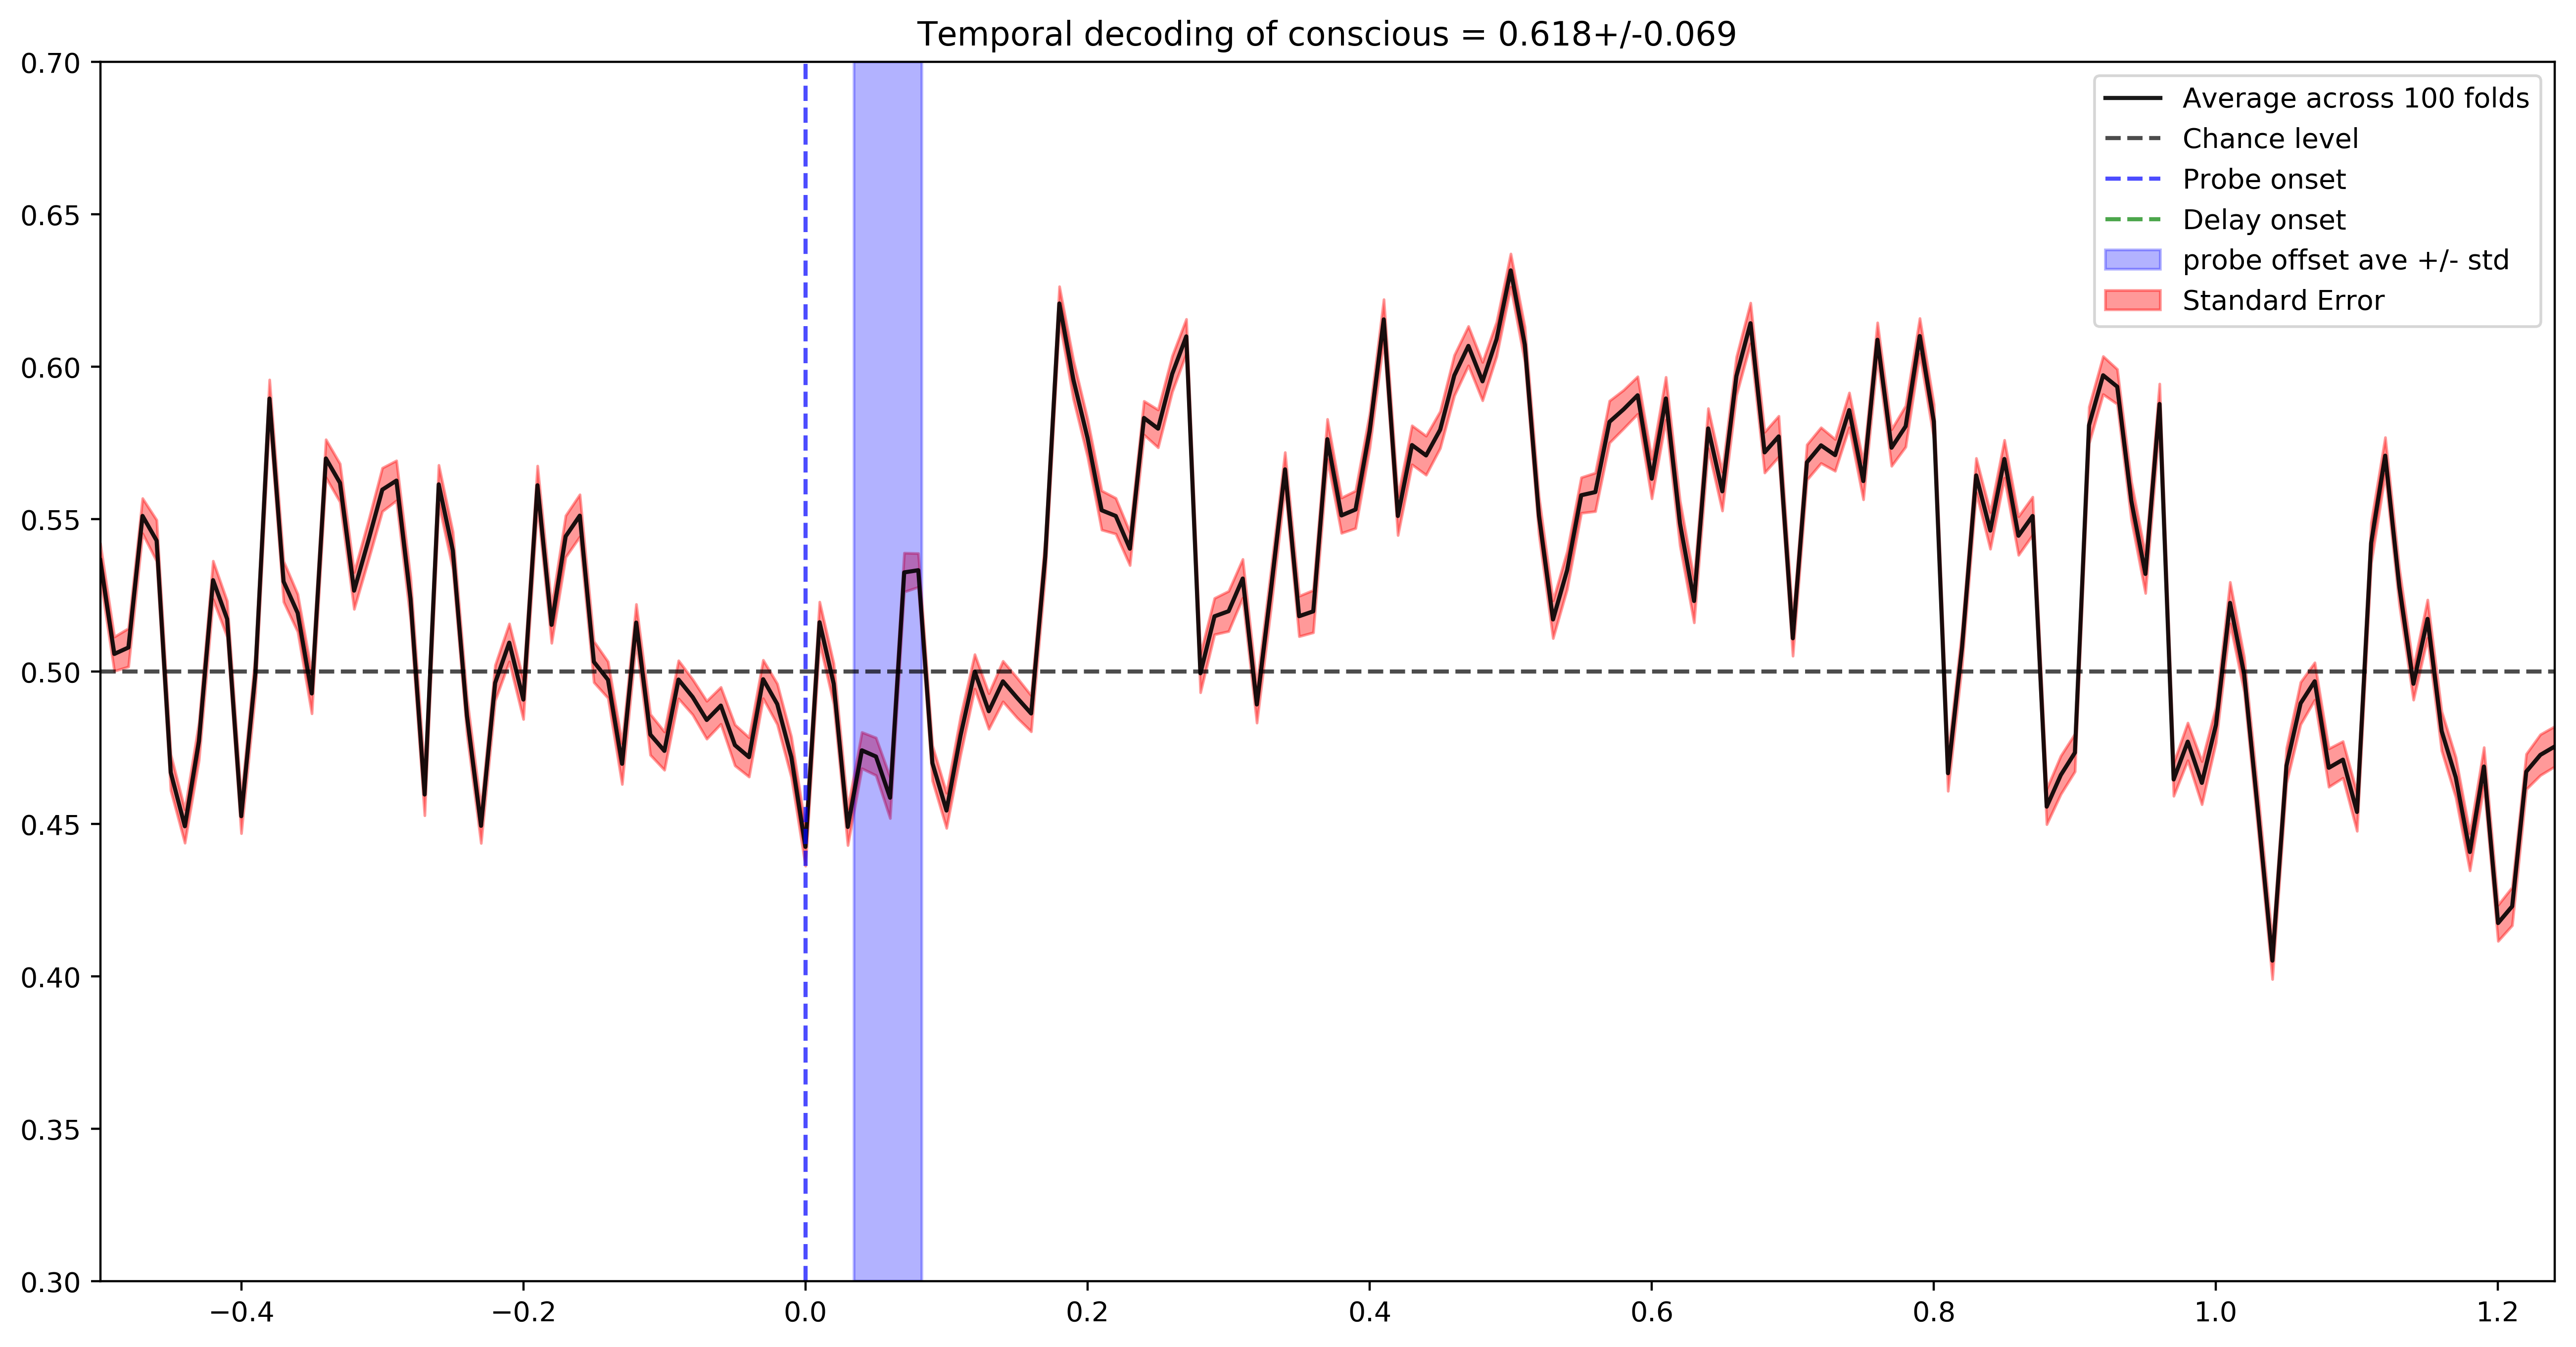 Temporal decoding of conscious = 0.618+/-0.069
0.70
0.65
0.60
0.55
0.50
0.45
0.40
0.35
0.30
Average across 100 folds
Chance level
Probe onset
Delay onset
probe offset ave +/- std
Standard Error
−0.4 −0.2 0.0 0.2 0.4 0.6 0.8 1.0 1.2